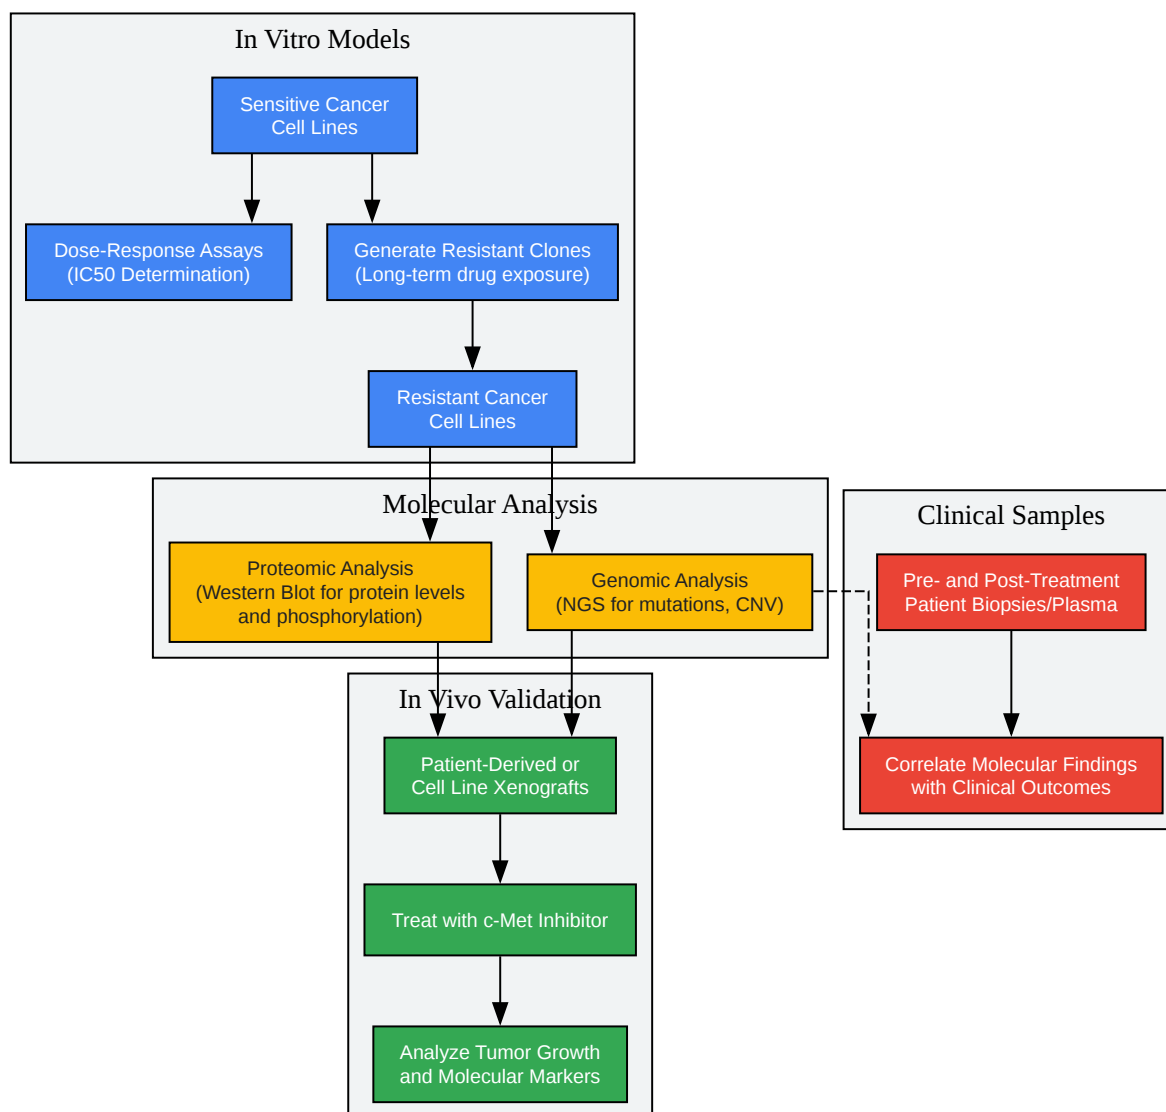 In Vitro Models
Sensitive Cancer
Cell Lines
Dose-Response Assays
(IC50 Determination)
Generate Resistant Clones
(Long-term drug exposure)
Resistant Cancer
Cell Lines
Molecular Analysis
Proteomic Analysis
(Western Blot for protein levels
and phosphorylation)
Genomic Analysis
(NGS for mutations, CNV)
Clinical Samples
Pre- and Post-Treatment
Patient Biopsies/Plasma
Correlate Molecular Findings
with Clinical Outcomes
In Vivo Validation
Patient-Derived or
Cell Line Xenografts
Treat with c-Met Inhibitor
Analyze Tumor Growth
and Molecular Markers